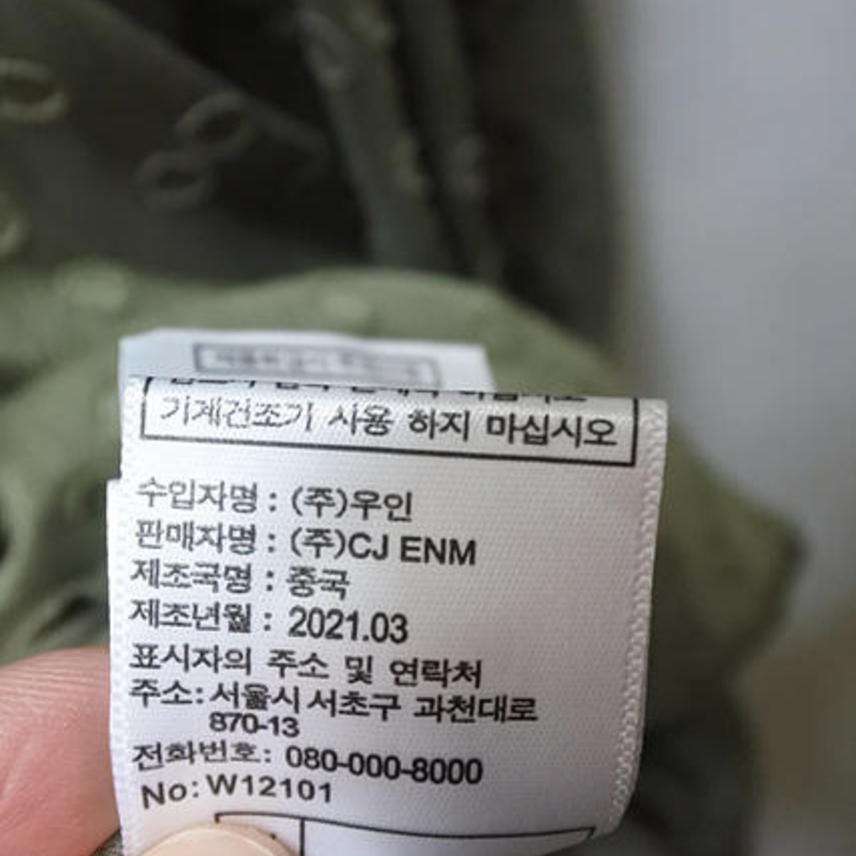 기계건조기 사용 하지 마십시오
수입자명 : (주)우인
판매자명 : (주)CJ ENM
제조국명 : 중국
제조년월 : 2021.03
표시자의 주소 및 연락처
주소: 서울시 서초구 과천대로
870-13
전화번호: 080-000-8000
No: W12101